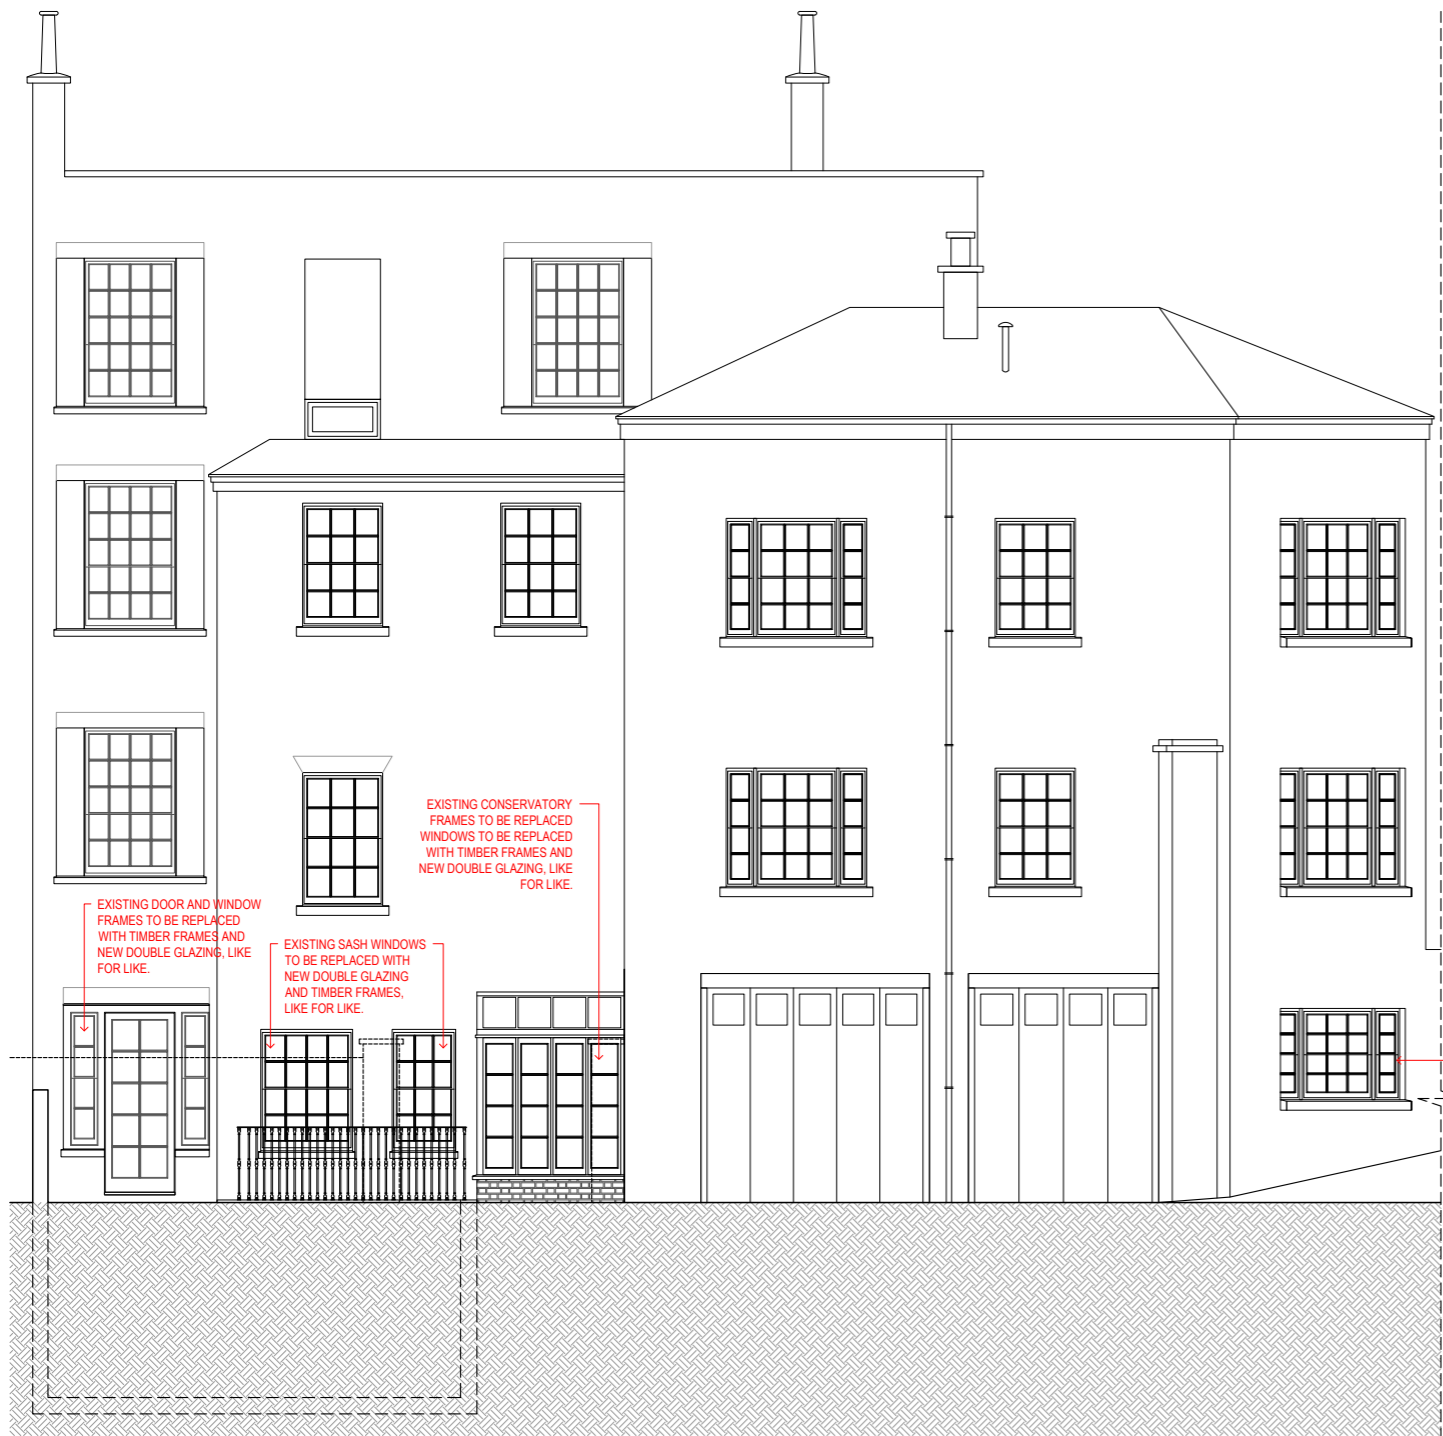 EXISTING CONSERVATORY
FRAMES TO BE REPLACED
WINDOWS TO BE REPLACED
WITH TIMBER FRAMES AND
NEW DOUBLE GLAZING, LIKE
FOR LIKE.
EXISTING DOOR AND WINDOW
FRAMES TO BE REPLACED
WITH TIMBER FRAMES AND
NEW DOUBLE GLAZING, LIKE
FOR LIKE.
EXISTING SASH WINDOWS
TO BE REPLACED WITH
NEW DOUBLE GLAZING
AND TIMBER FRAMES,
LIKE FOR LIKE.